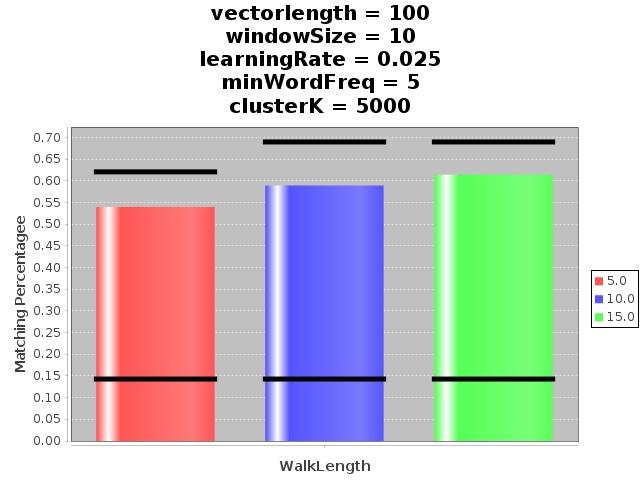 vectorlength = 100
windowSize = 10
learningRate = 0.025
minWordFreq = 5
clusterK = 5000
Matching Percentagee
0.70
0.65
0.60
0.55
0.50
0.45
0.40
0.35
0.30
0.25
0.20
0.15
0.10
0.05
0.00
5.0
10.0
15.0
WalkLength